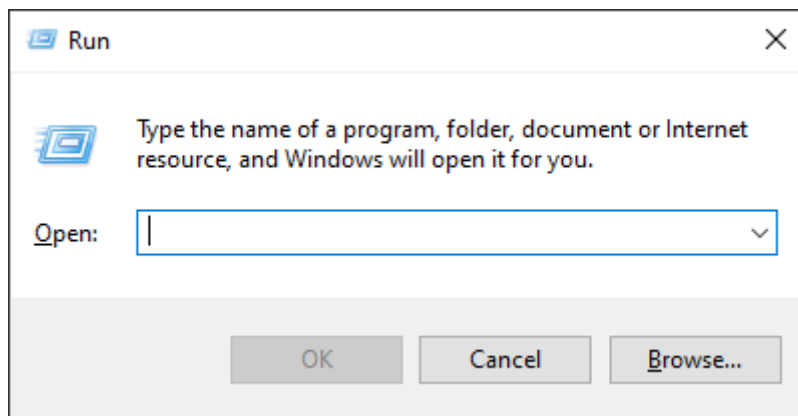 Run
Type the name of a program, folder, document or Internet
resource, and Windows will open it for you.
Open:
OK Cancel Browse...